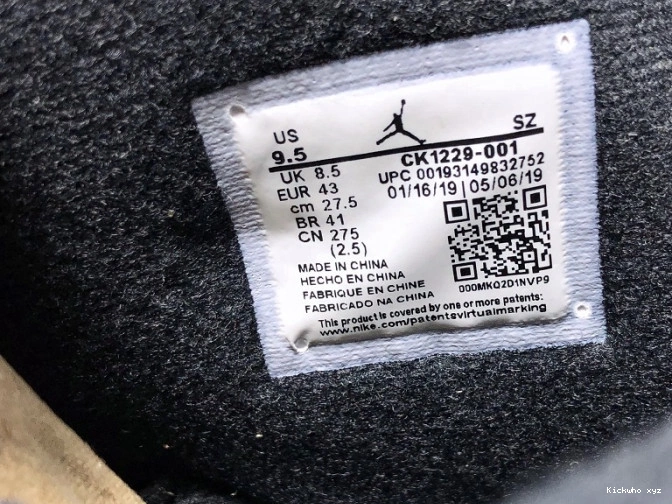 US SZ
9.5 CK1229-001
UK 8.5 UPC 00193149832752
EUR 43 01/16/19 | 05/06/19
cm 27.5
BR 41
CN 275
(2.5)
MADE IN CHINA
HECHO EN CHINA
FABRIQUE EN CHINE
FABRICADO NA CHINA
000MKQ2D1NVP9
This product is covered by one or more patents:
www.nike.com/patentsvirtualmarking
Kickwho xyz